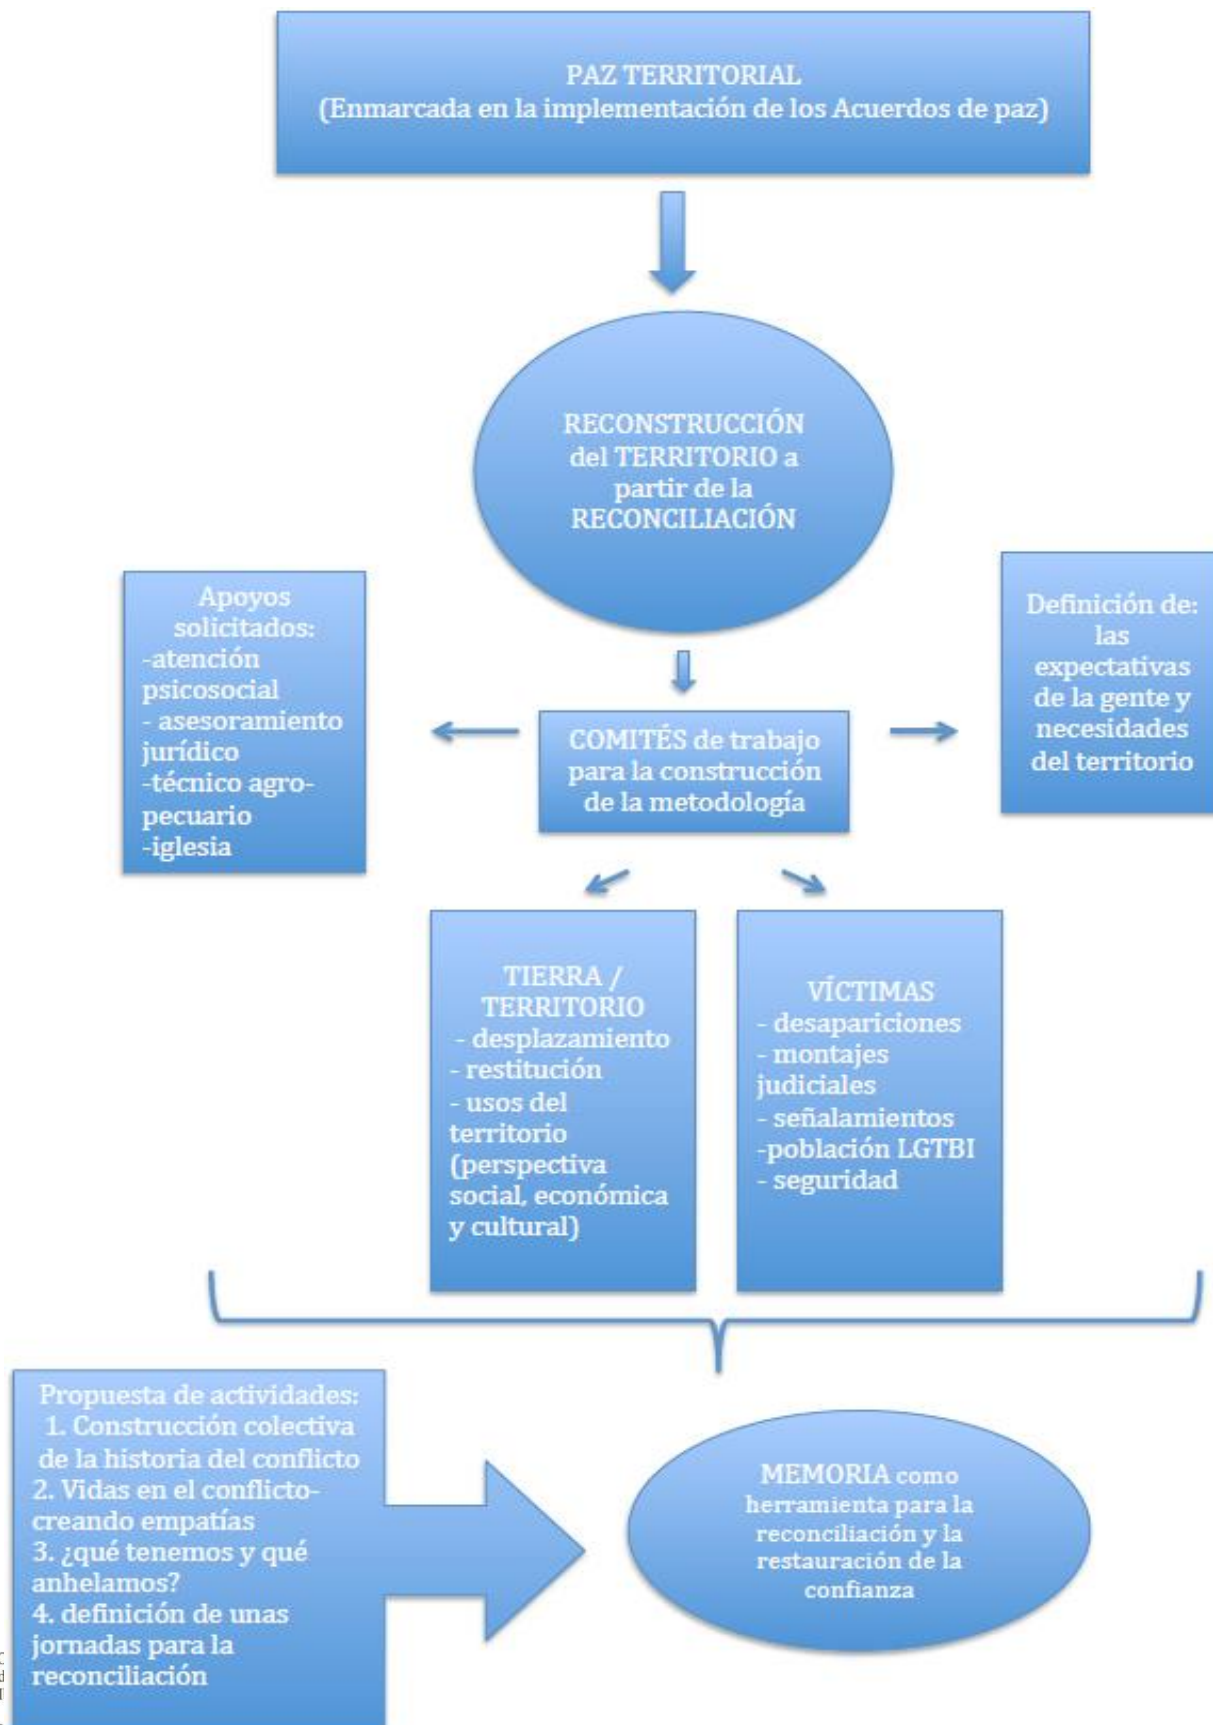 PAZ TERRITORIAL
(Enmarcada en la implementación de los Acuerdos de paz)
RECONSTRUCCIÓN
del TERRITORIO a
partir de la
RECONCILIACIÓN
Apoyos
solicitados:
-atención
psicosocial
- asesoramiento
jurídico
-técnico agro-
pecuario
-iglesia
COMITÉS de trabajo
para la construcción
de la metodología
Definición de:
las
expectativas
de la gente y
necesidades
del territorio
TIERRA /
TERRITORIO
- desplazamiento
- restitución
- usos del
territorio
(perspectiva
social, económica
y cultural)
VÍCTIMAS
- desapariciones
- montajes
judiciales
- señalamientos
-población LGTBI
- seguridad
Propuesta de actividades:
1. Construcción colectiva
de la historia del conflicto
2. Vidas en el conflicto-
creando empatías
3. ¿qué tenemos y qué
anhelamos?
4. definición de unas
jornadas para la
reconciliación
MEMORIA como
herramienta para la
reconciliación y la
restauración de la
confianza